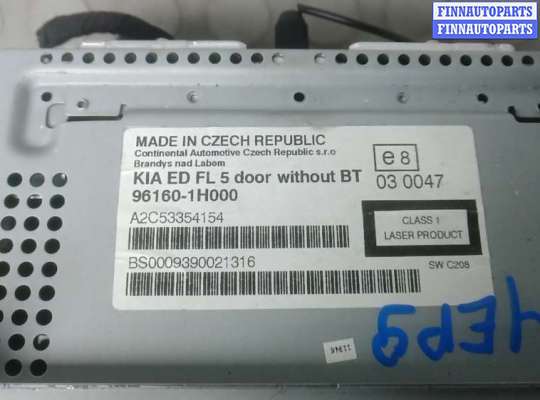 FINNAUTOPARTS
FINNAUTOPARTS
MADE IN CZECH REPUBLIC
Continental Automotive Czech Republic s.r.o
Brandys nad Labem
KIA ED FL 5 door without BT
96160-1H000
A2C53354154
BS0009390021316
e8
03 0047
CLASS 1
LASER PRODUCT
SW C208